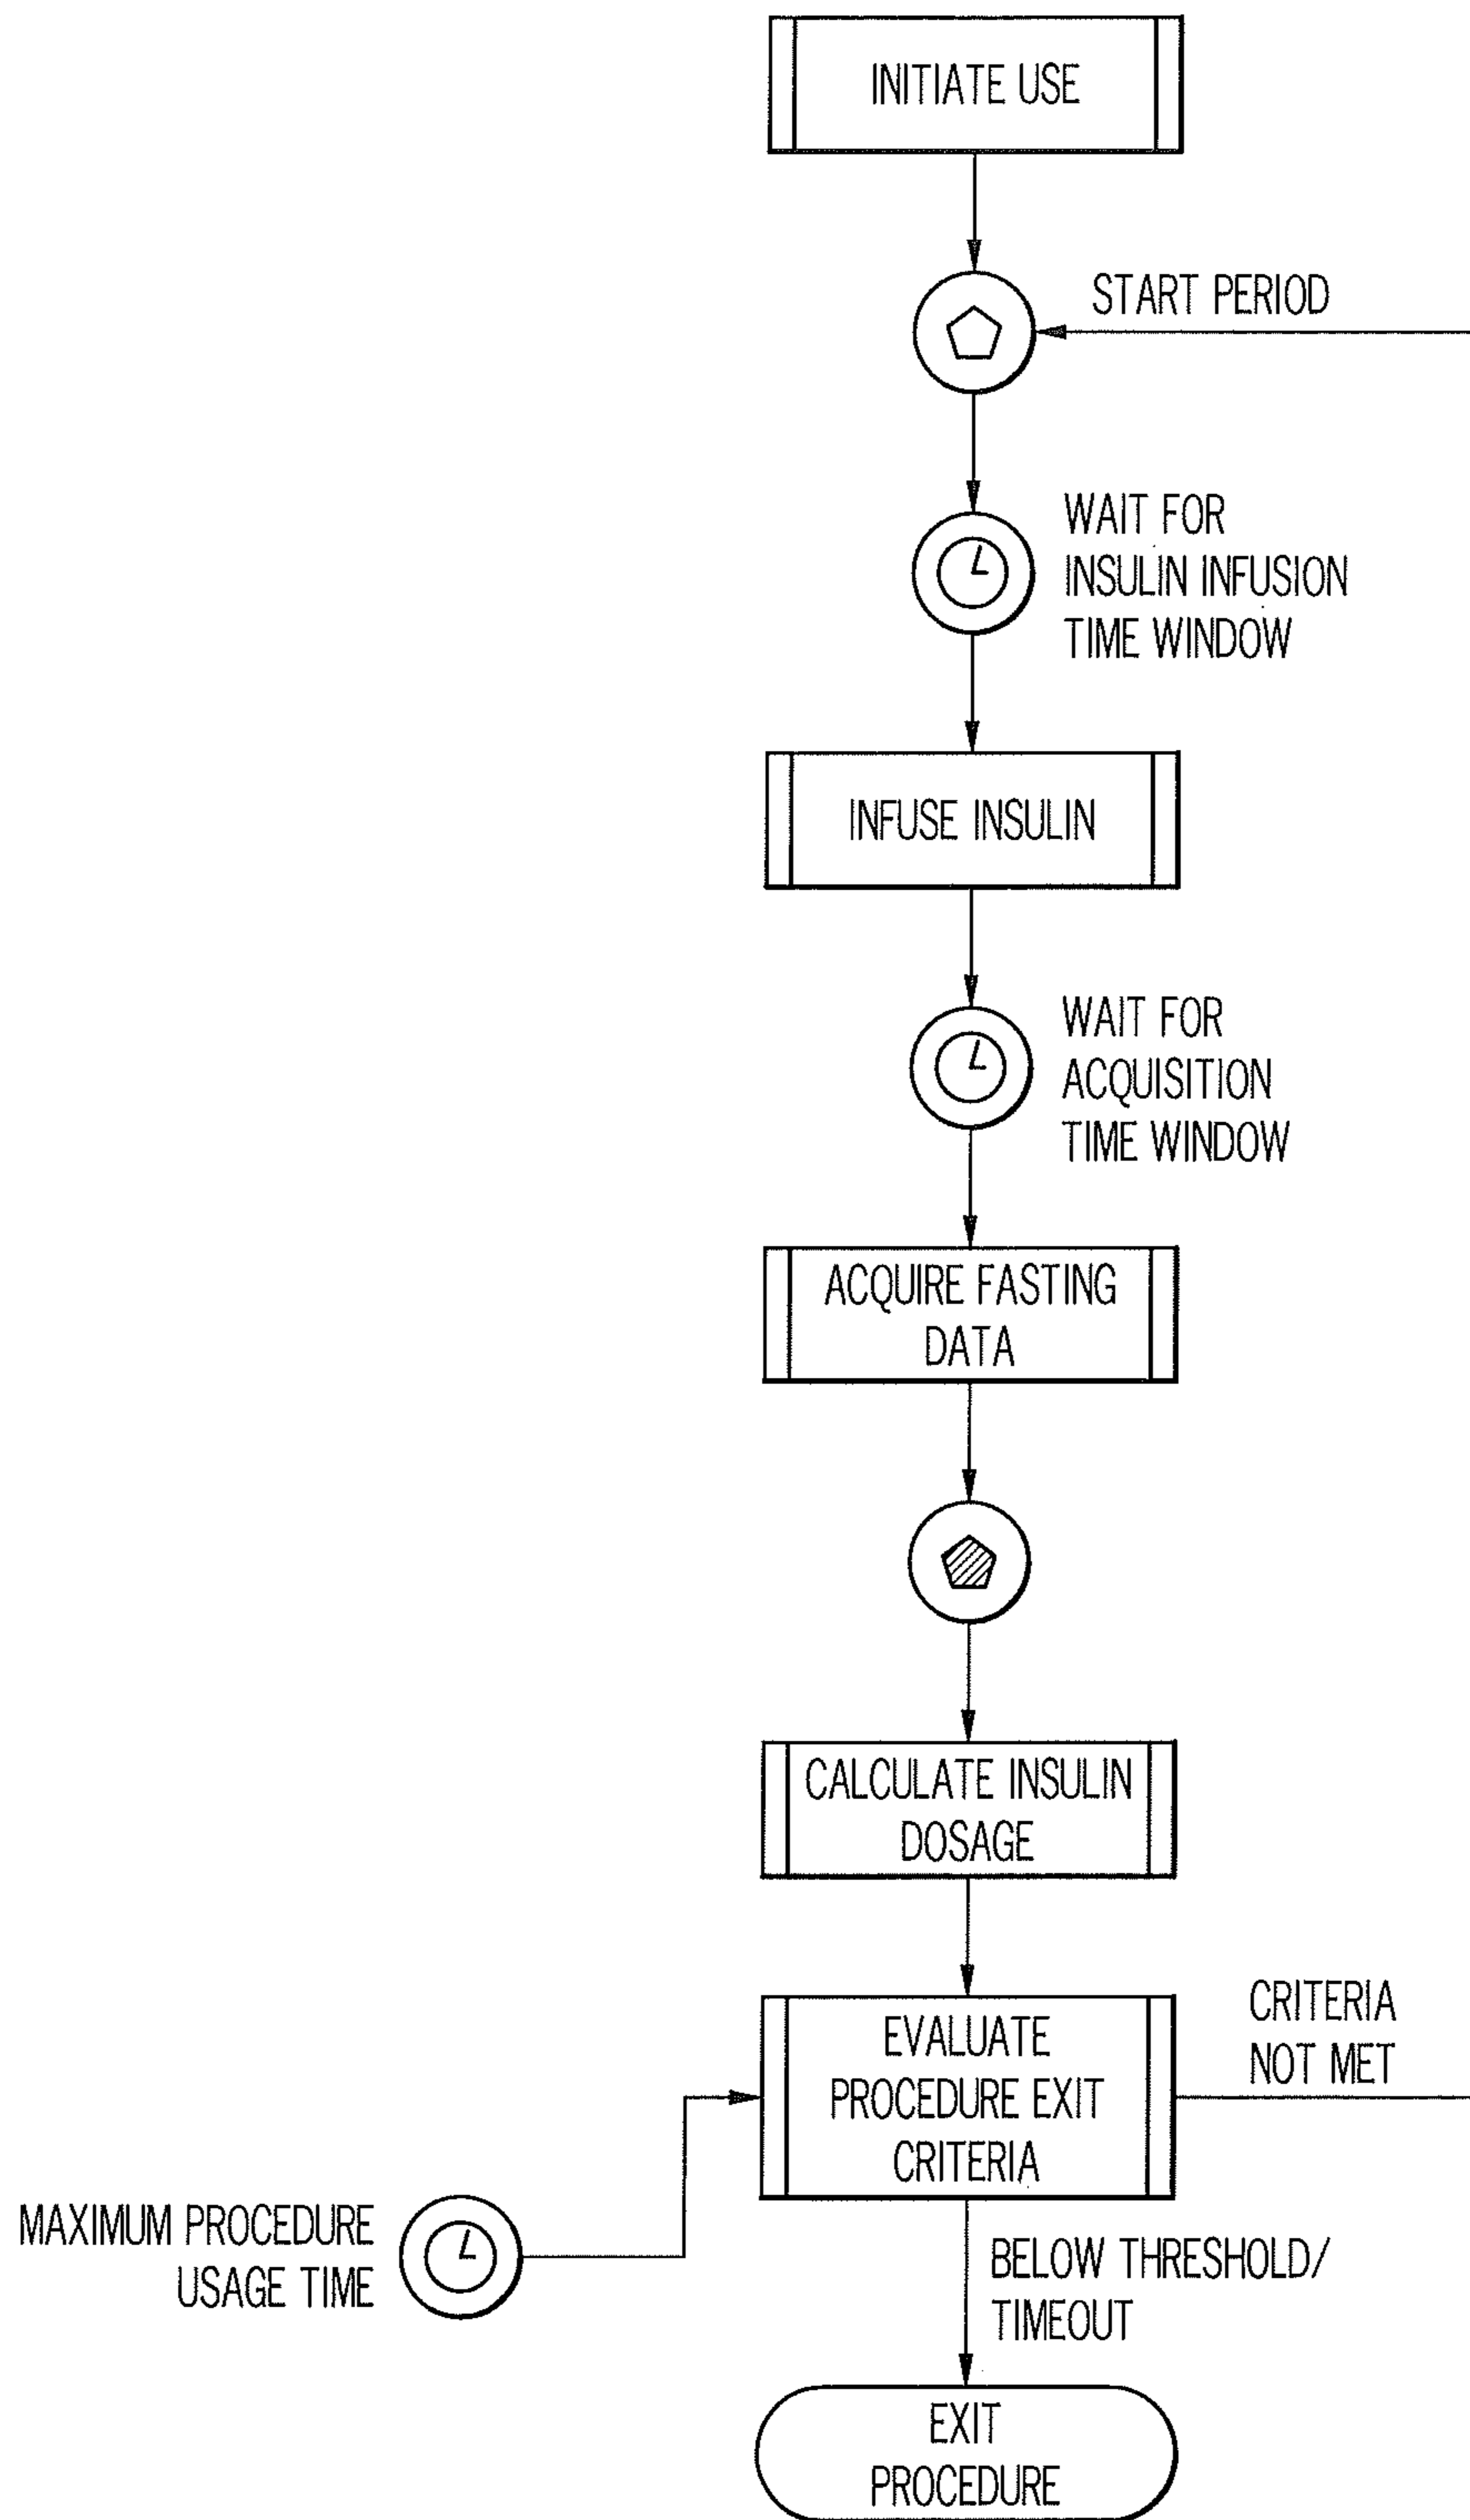 INITIATE USE
START PERIOD
WAIT FOR
INSULIN INFUSION
TIME WINDOW
INFUSE INSULIN
WAIT FOR
ACQUISITION
TIME WINDOW
ACQUIRE FASTING
DATA
CALCULATE INSULIN
DOSAGE
EVALUATE
PROCEDURE EXIT
CRITERIA
CRITERIA
NOT MET
MAXIMUM PROCEDURE
USAGE TIME
BELOW THRESHOLD/
TIMEOUT
EXIT
PROCEDURE